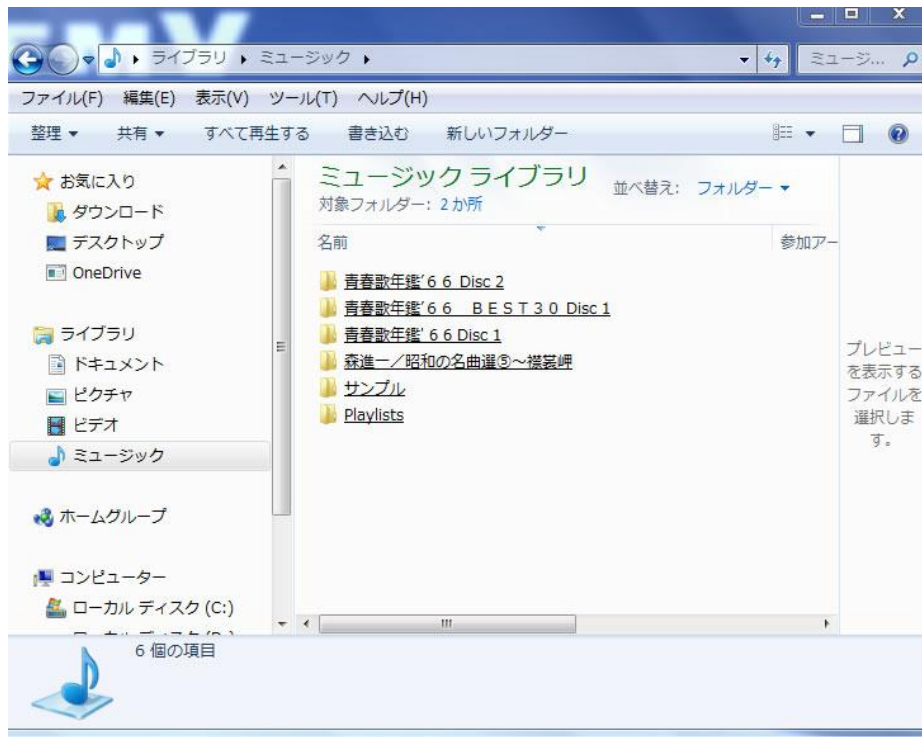 ライブラリ ▸ ミュージック ▸
ミュージ...
ファイル(F) 編集(E) 表示(V) ツール(T) ヘルプ(H)
整理 共有 すべて再生する 書き込む 新しいフォルダー
お気に入り
ダウンロード
デスクトップ
OneDrive
ライブラリ
ドキュメント
ピクチャ
ビデオ
ミュージック
ホームグループ
コンピューター
ローカル ディスク (C:)
ミュージック ライブラリ
対象フォルダー: 2 か所
並べ替え: フォルダー
名前
参加アー
青春歌年鑑′６６ Disc 2
青春歌年鑑′６６　ＢＥＳＴ３０ Disc 1
青春歌年鑑' ６６ Disc 1
森進一／昭和の名曲選⑤～襟裳岬
サンプル
Playlists
プレビュー
を表示する
ファイルを
選択しま
す。
6 個の項目